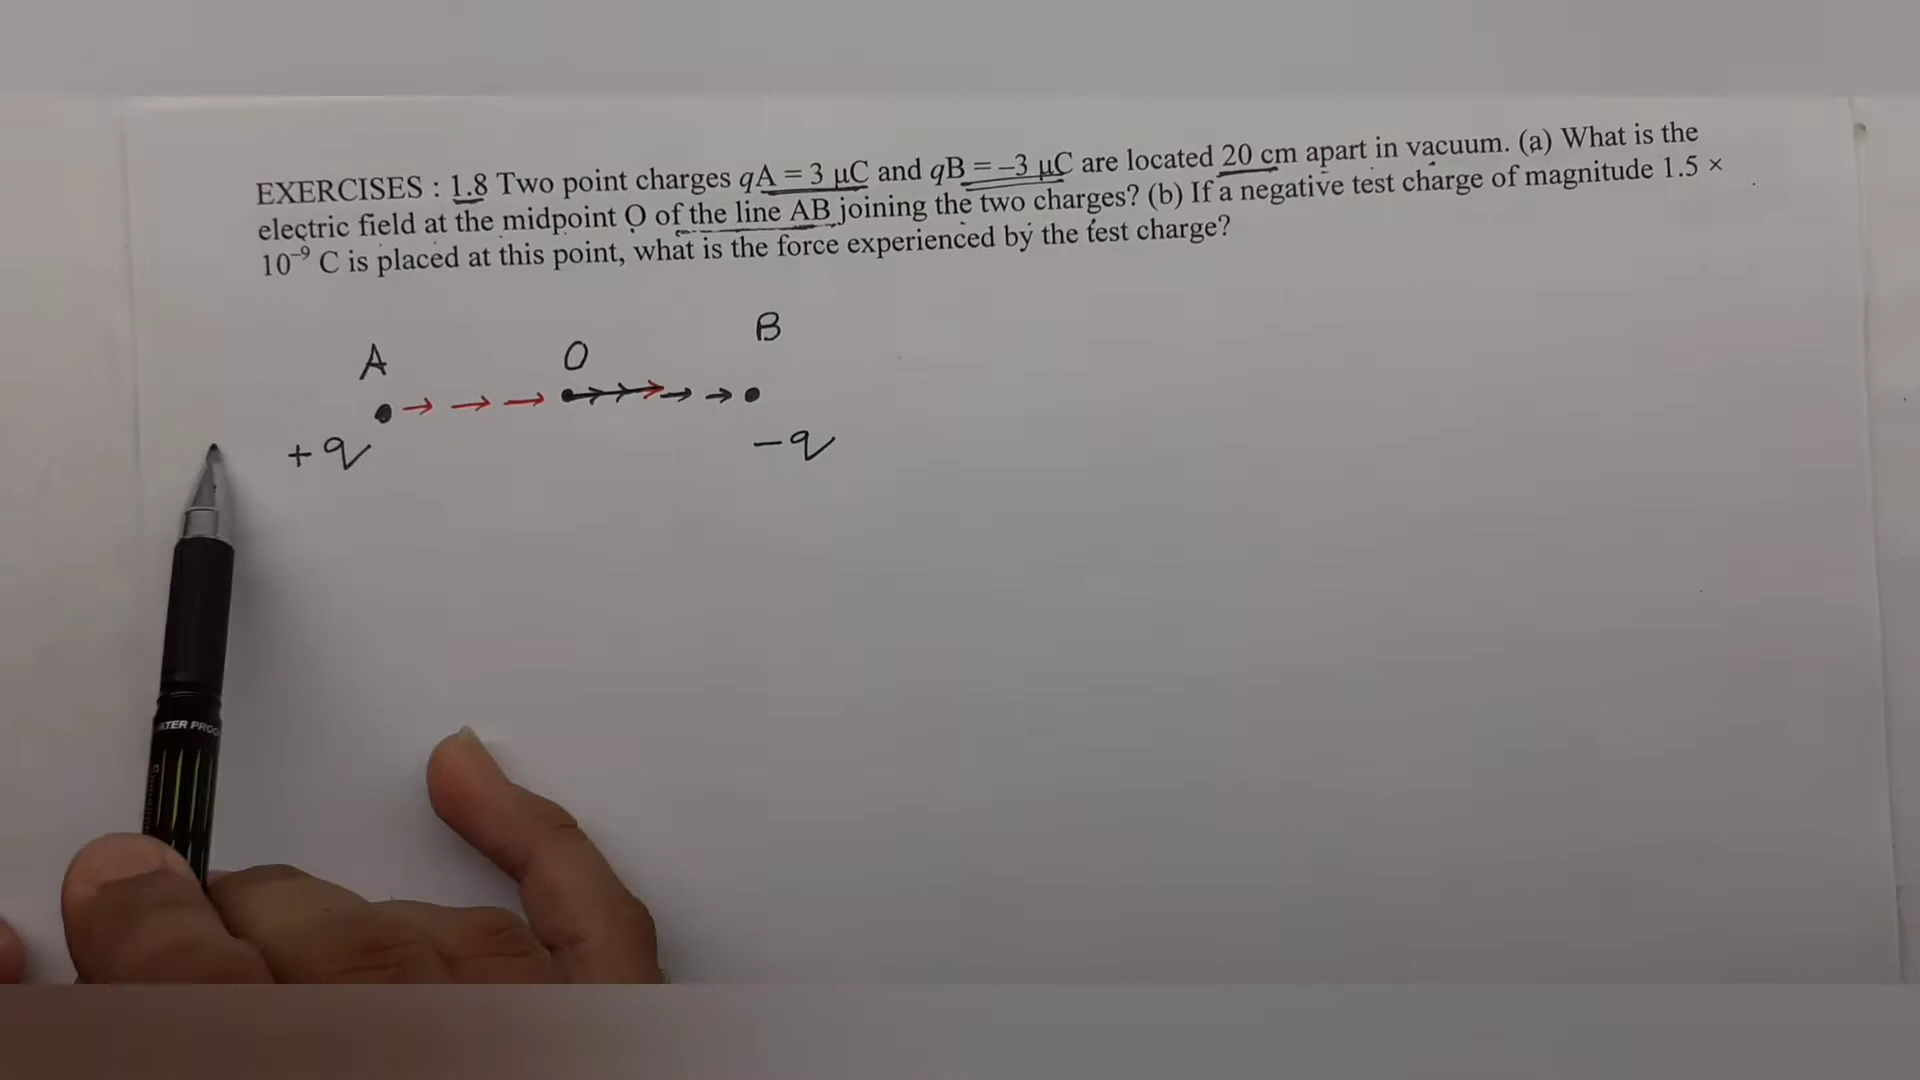 EXERCISES : 1.8 Two point charges qA = 3 μC and qB = –3 μC are located 20 cm apart in vacuum. (a) What is the
electric field at the midpoint O of the line AB joining the two charges? (b) If a negative test charge of magnitude 1.5 ×
10⁻⁹ C is placed at this point, what is the force experienced by the test charge?
A O B
+q -q